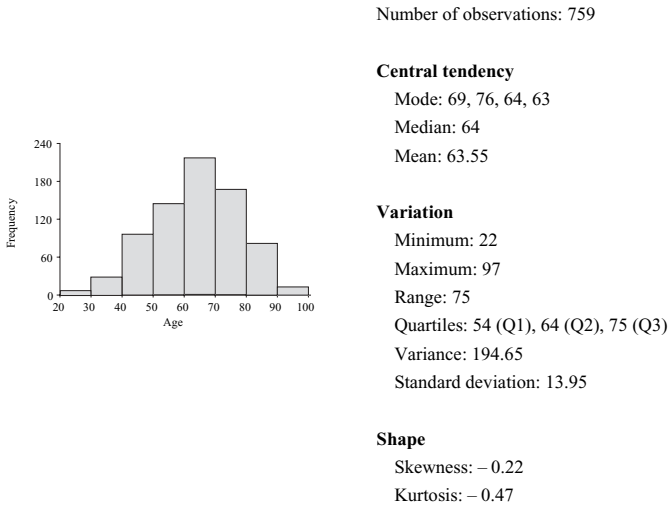 Number of observations: 759
Central tendency
Mode: 69, 76, 64, 63
Median: 64
Mean: 63.55
240
180
120
60
0
Frequency
20 30 40 50 60 70 80 90 100
Age
Variation
Minimum: 22
Maximum: 97
Range: 75
Quartiles: 54 (Q1), 64 (Q2), 75 (Q3)
Variance: 194.65
Standard deviation: 13.95
Shape
Skewness: – 0.22
Kurtosis: – 0.47